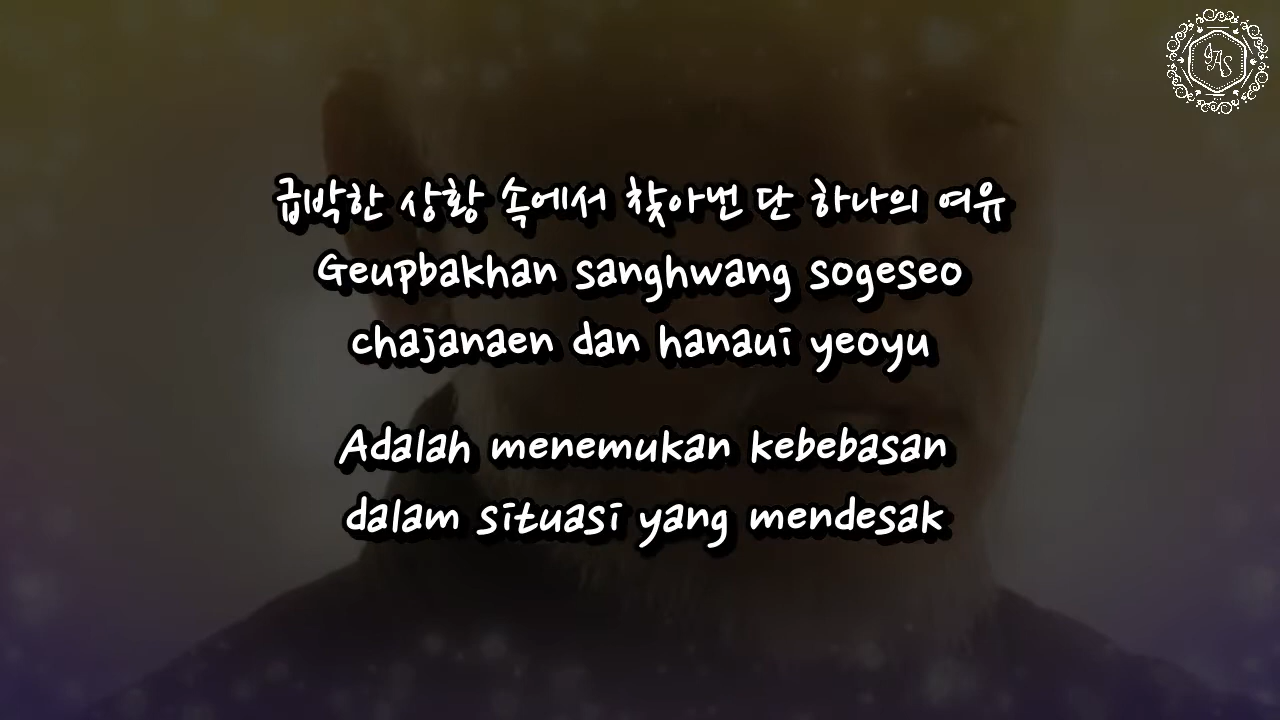 급박한 상황 속에서 찾아낸 단 하나의 여유
Geupbakhan sanghwang sogeseo
chajanaen dan hanaui yeoyu
Adalah menemukan kebebasan
dalam situasi yang mendesak